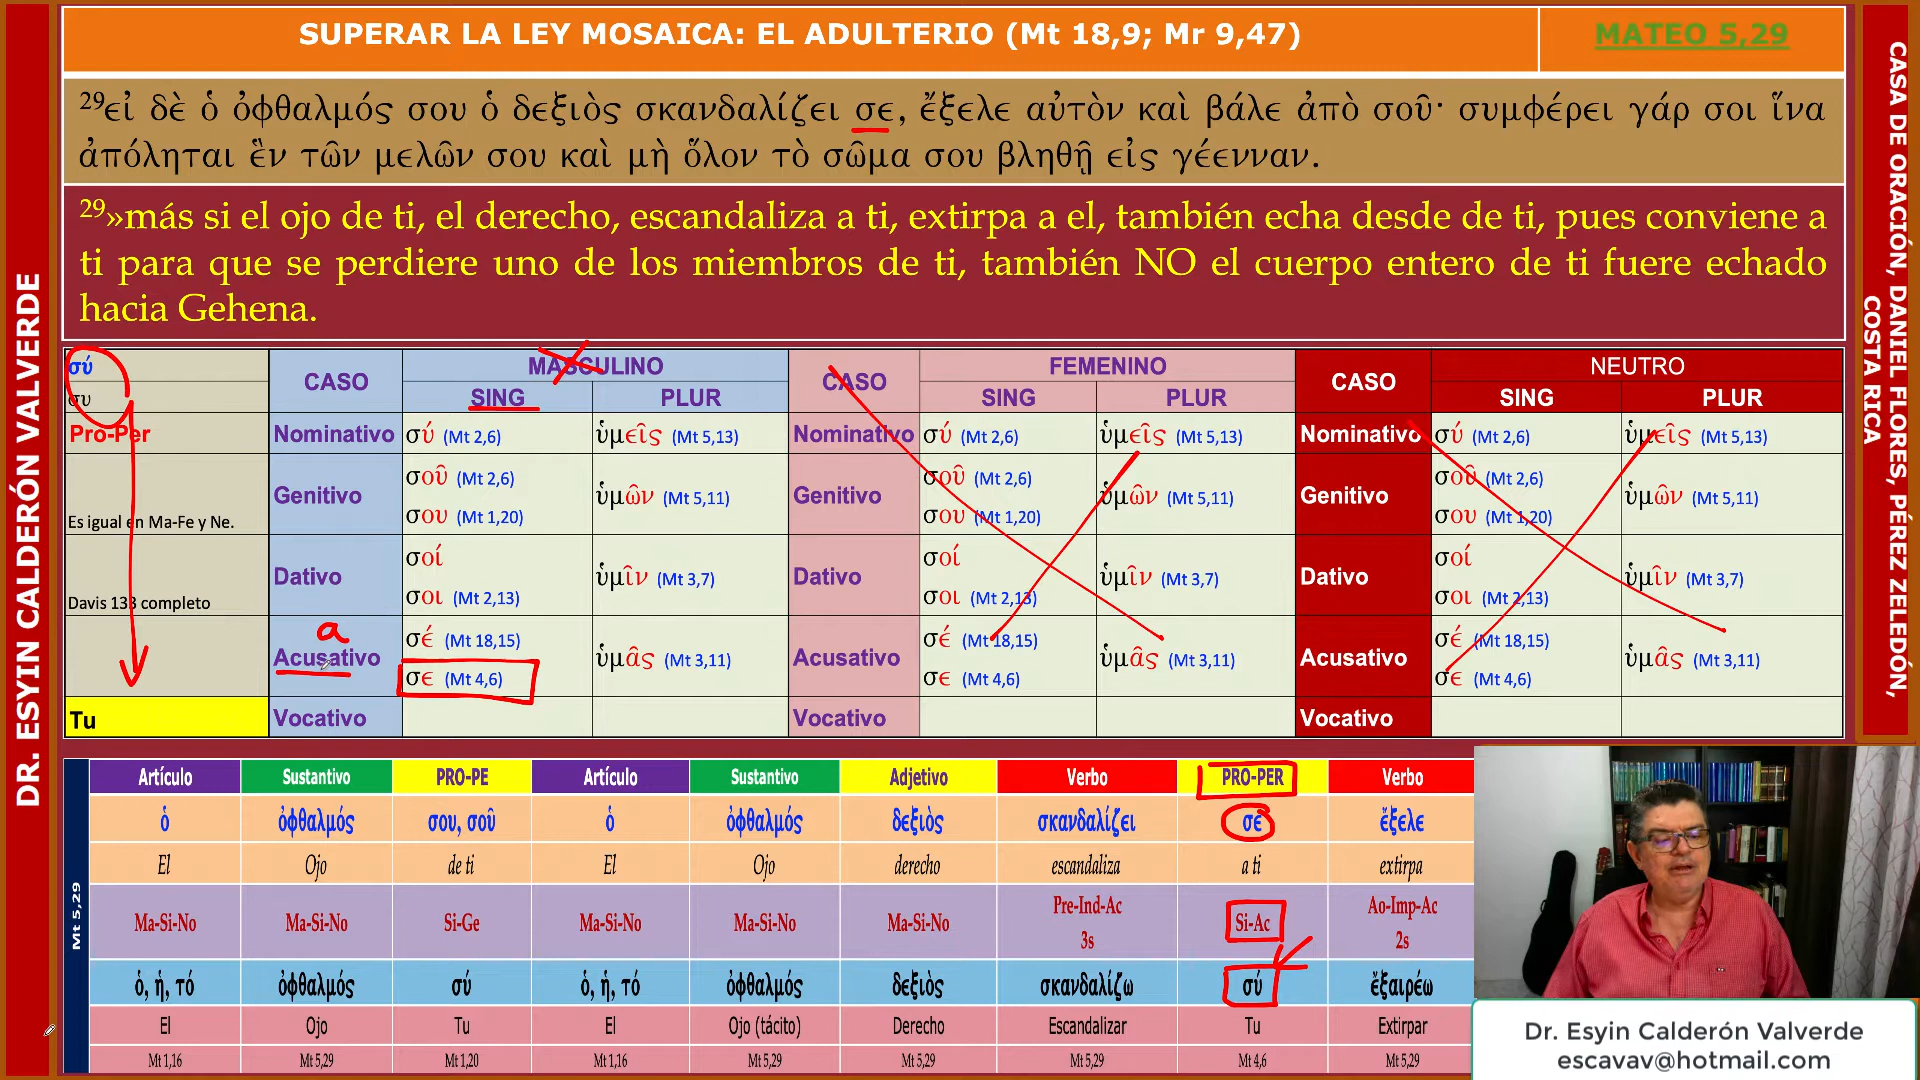 SUPERAR LA LEY MOSAICA: EL ADULTERIO (Mt 18,9; Mr 9,47)
MATEO 5,29
²⁹εἰ δὲ ὁ ὀφθαλμός σου ὁ δεξιὸς σκανδαλίζει σε, ἔξελε αὐτὸν καὶ βάλε ἀπὸ σοῦ· συμφέρει γάρ σοι ἵνα
ἀπόληται ἓν τῶν μελῶν σου καὶ μὴ ὅλον τὸ σῶμα σου βληθῇ εἰς γέενναν.
²⁹»más si el ojo de ti, el derecho, escandaliza a ti, extirpa a el, también echa desde de ti, pues conviene a
ti para que se perdiere uno de los miembros de ti, también NO el cuerpo entero de ti fuere echado
hacia Gehena.
σύ CASO MASCULINO CASO FEMENINO CASO NEUTRO
συ SING PLUR SING PLUR SING PLUR
Pro-Per Nominativo σύ (Mt 2,6) ὑμεῖς (Mt 5,13) Nominativo σύ (Mt 2,6) ὑμεῖς (Mt 5,13) Nominativo σύ (Mt 2,6) ὑμεῖς (Mt 5,13)
Es igual en Ma-Fe y Ne. Genitivo σοῦ (Mt 2,6) ὑμῶν (Mt 5,11) Genitivo σοῦ (Mt 2,6) ὑμῶν (Mt 5,11) Genitivo σοῦ (Mt 2,6) ὑμῶν (Mt 5,11)
σου (Mt 1,20) σου (Mt 1,20) σου (Mt 1,20)
Davis 133 completo Dativo σοί ὑμῖν (Mt 3,7) Dativo σοί ὑμῖν (Mt 3,7) Dativo σοί ὑμῖν (Mt 3,7)
σοι (Mt 2,13) σοι (Mt 2,13) σοι (Mt 2,13)
a
Acusativo σέ (Mt 18,15) ὑμᾶς (Mt 3,11) Acusativo σέ (Mt 18,15) ὑμᾶς (Mt 3,11) Acusativo σέ (Mt 18,15) ὑμᾶς (Mt 3,11)
σε (Mt 4,6) σε (Mt 4,6) σε (Mt 4,6)
Tu Vocativo Vocativo Vocativo
Mt 5,29
Artículo Sustantivo PRO-PE Artículo Sustantivo Adjetivo Verbo PRO-PER Verbo
ὁ ὀφθαλμός σου, σοῦ ὁ ὀφθαλμός δεξιὸς σκανδαλίζει σε ἔξελε
El Ojo de ti El Ojo derecho escandaliza a ti extirpa
Ma-Si-No Ma-Si-No Si-Ge Ma-Si-No Ma-Si-No Ma-Si-No Pre-Ind-Ac 3s Si-Ac Ao-Imp-Ac 2s
ὁ, ἡ, τό ὀφθαλμός σύ ὁ, ἡ, τό ὀφθαλμός δεξιὸς σκανδαλίζω σύ ἐξαιρέω
El Ojo Tu El Ojo (tácito) Derecho Escandalizar Tu Extirpar
Mt 1,16 Mt 5,29 Mt 1,20 Mt 1,16 Mt 5,29 Mt 5,29 Mt 5,29 Mt 4,6 Mt 5,29
DR. ESYIN CALDERÓN VALVERDE
CASA DE ORACIÓN, DANIEL FLORES, PÉREZ ZELEDÓN,
COSTA RICA
Dr. Esyin Calderón Valverde
escavav@hotmail.com